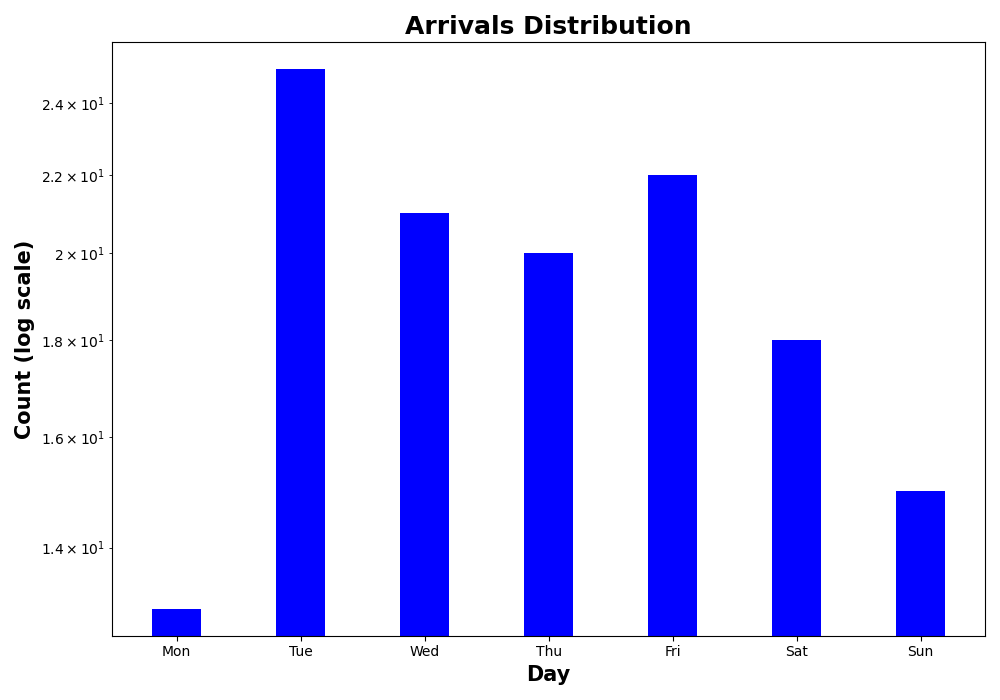 Arrivals Distribution
Count (log scale)
2.4 × 10¹
2.2 × 10¹
2 × 10¹
1.8 × 10¹
1.6 × 10¹
1.4 × 10¹
Mon Tue Wed Thu Fri Sat Sun
Day